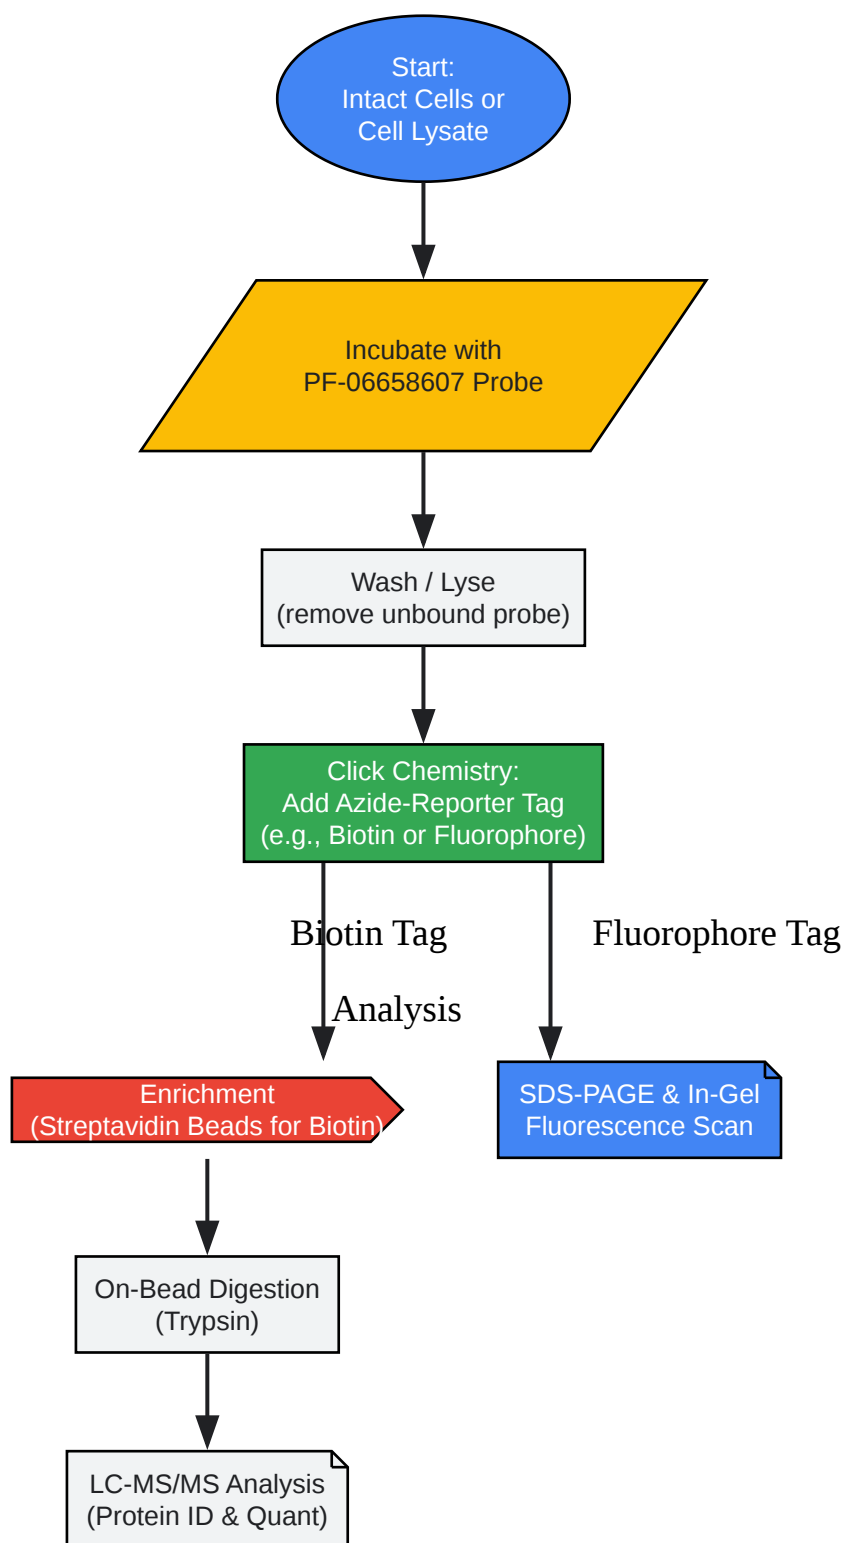 Start:
Intact Cells or
Cell Lysate
Incubate with
PF-06658607 Probe
Wash / Lyse
(remove unbound probe)
Click Chemistry:
Add Azide-Reporter Tag
(e.g., Biotin or Fluorophore)
Biotin Tag
Fluorophore Tag
Analysis
Enrichment
(Streptavidin Beads for Biotin)
SDS-PAGE & In-Gel
Fluorescence Scan
On-Bead Digestion
(Trypsin)
LC-MS/MS Analysis
(Protein ID & Quant)